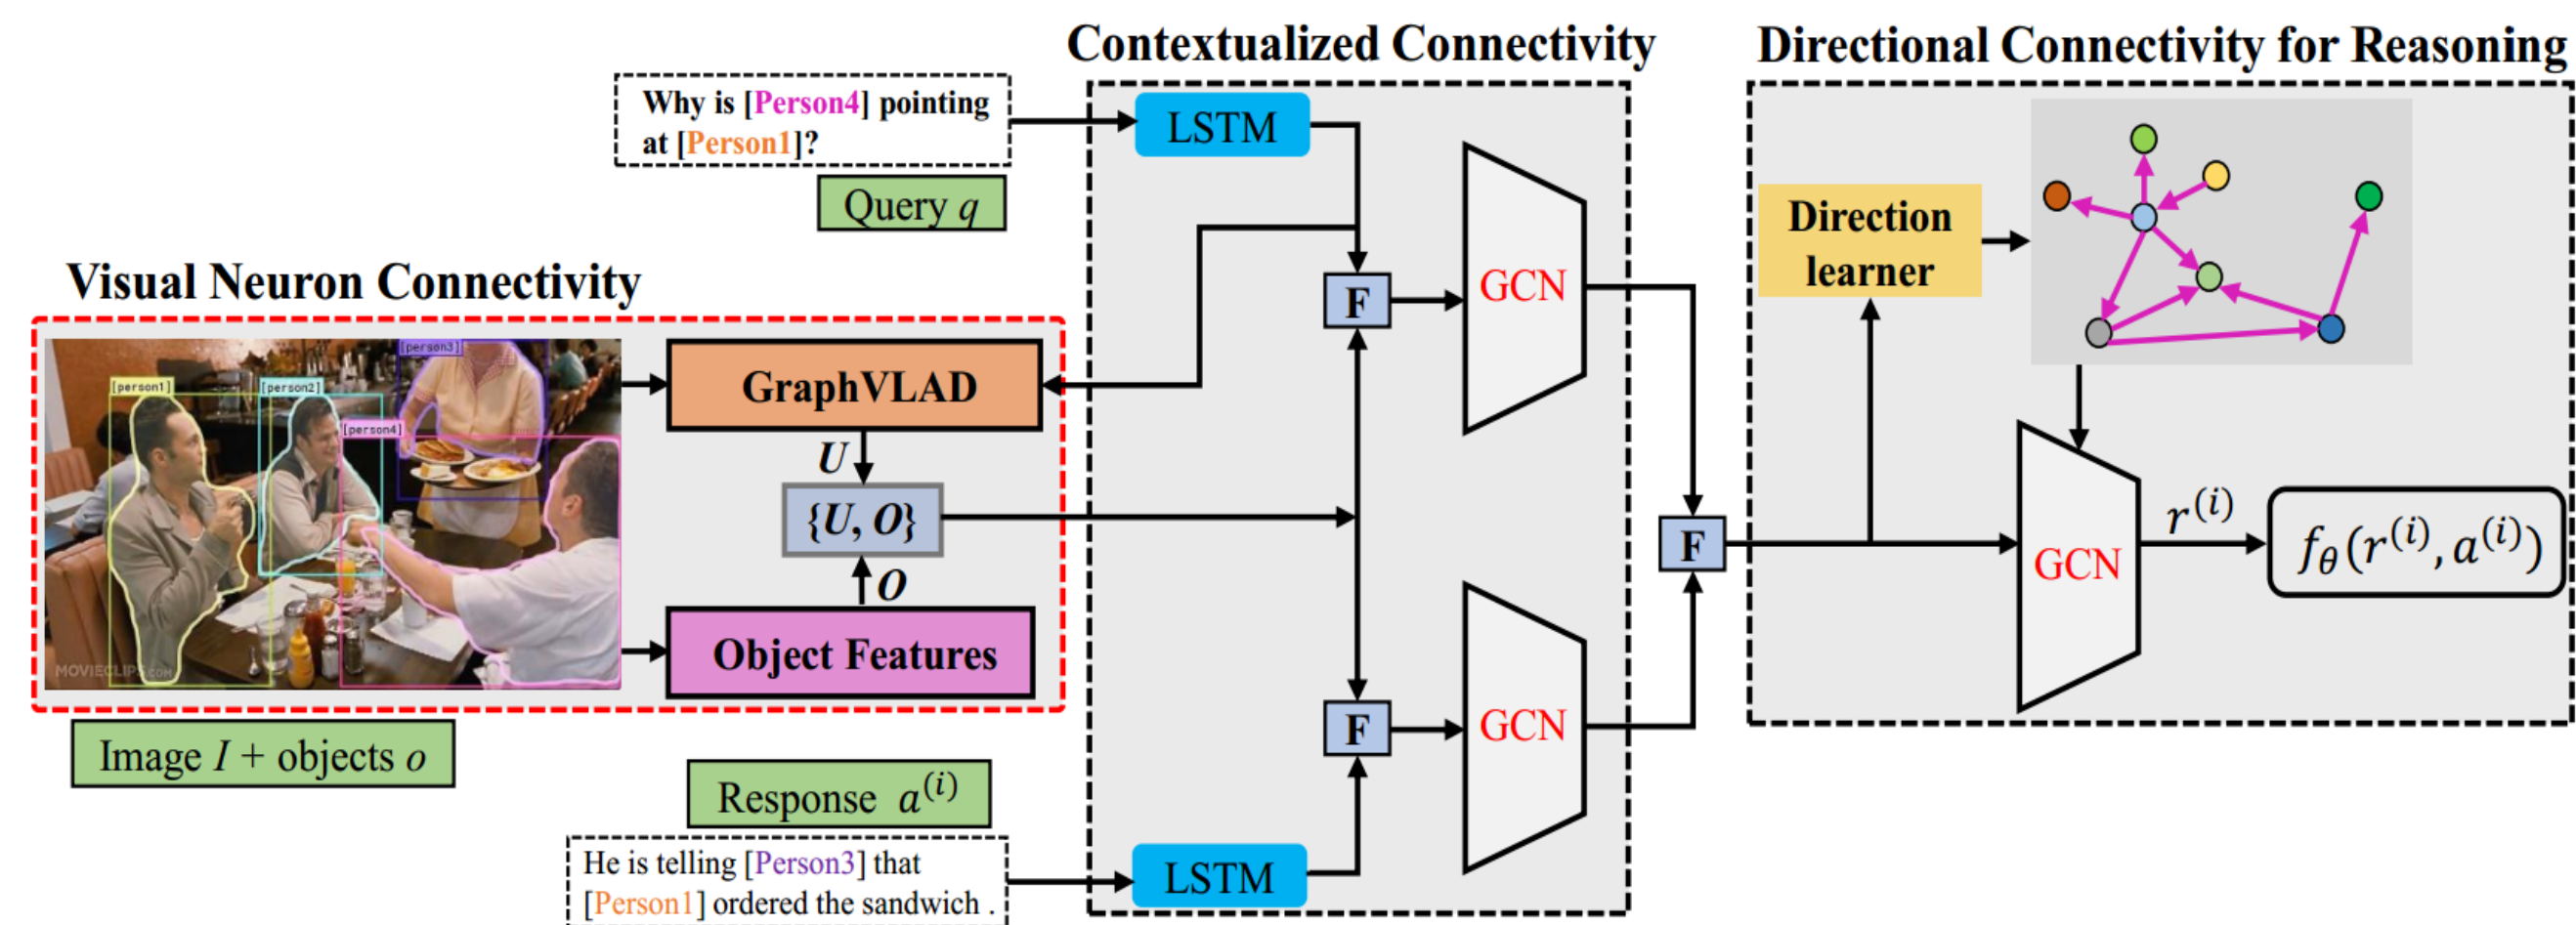 Contextualized Connectivity
Directional Connectivity for Reasoning
Why is [Person4] pointing
at [Person1]?
LSTM
Query q
Direction
learner
Visual Neuron Connectivity
F
GCN
[person1]
[person2]
[person3]
[person4]
GraphVLAD
U
{U, O}
O
Object Features
MOVIECLIPS.COM
F
GCN
F
GCN
r(i)
fθ(r(i), a(i))
Image I + objects o
Response a(i)
He is telling [Person3] that
[Person1] ordered the sandwich .
LSTM